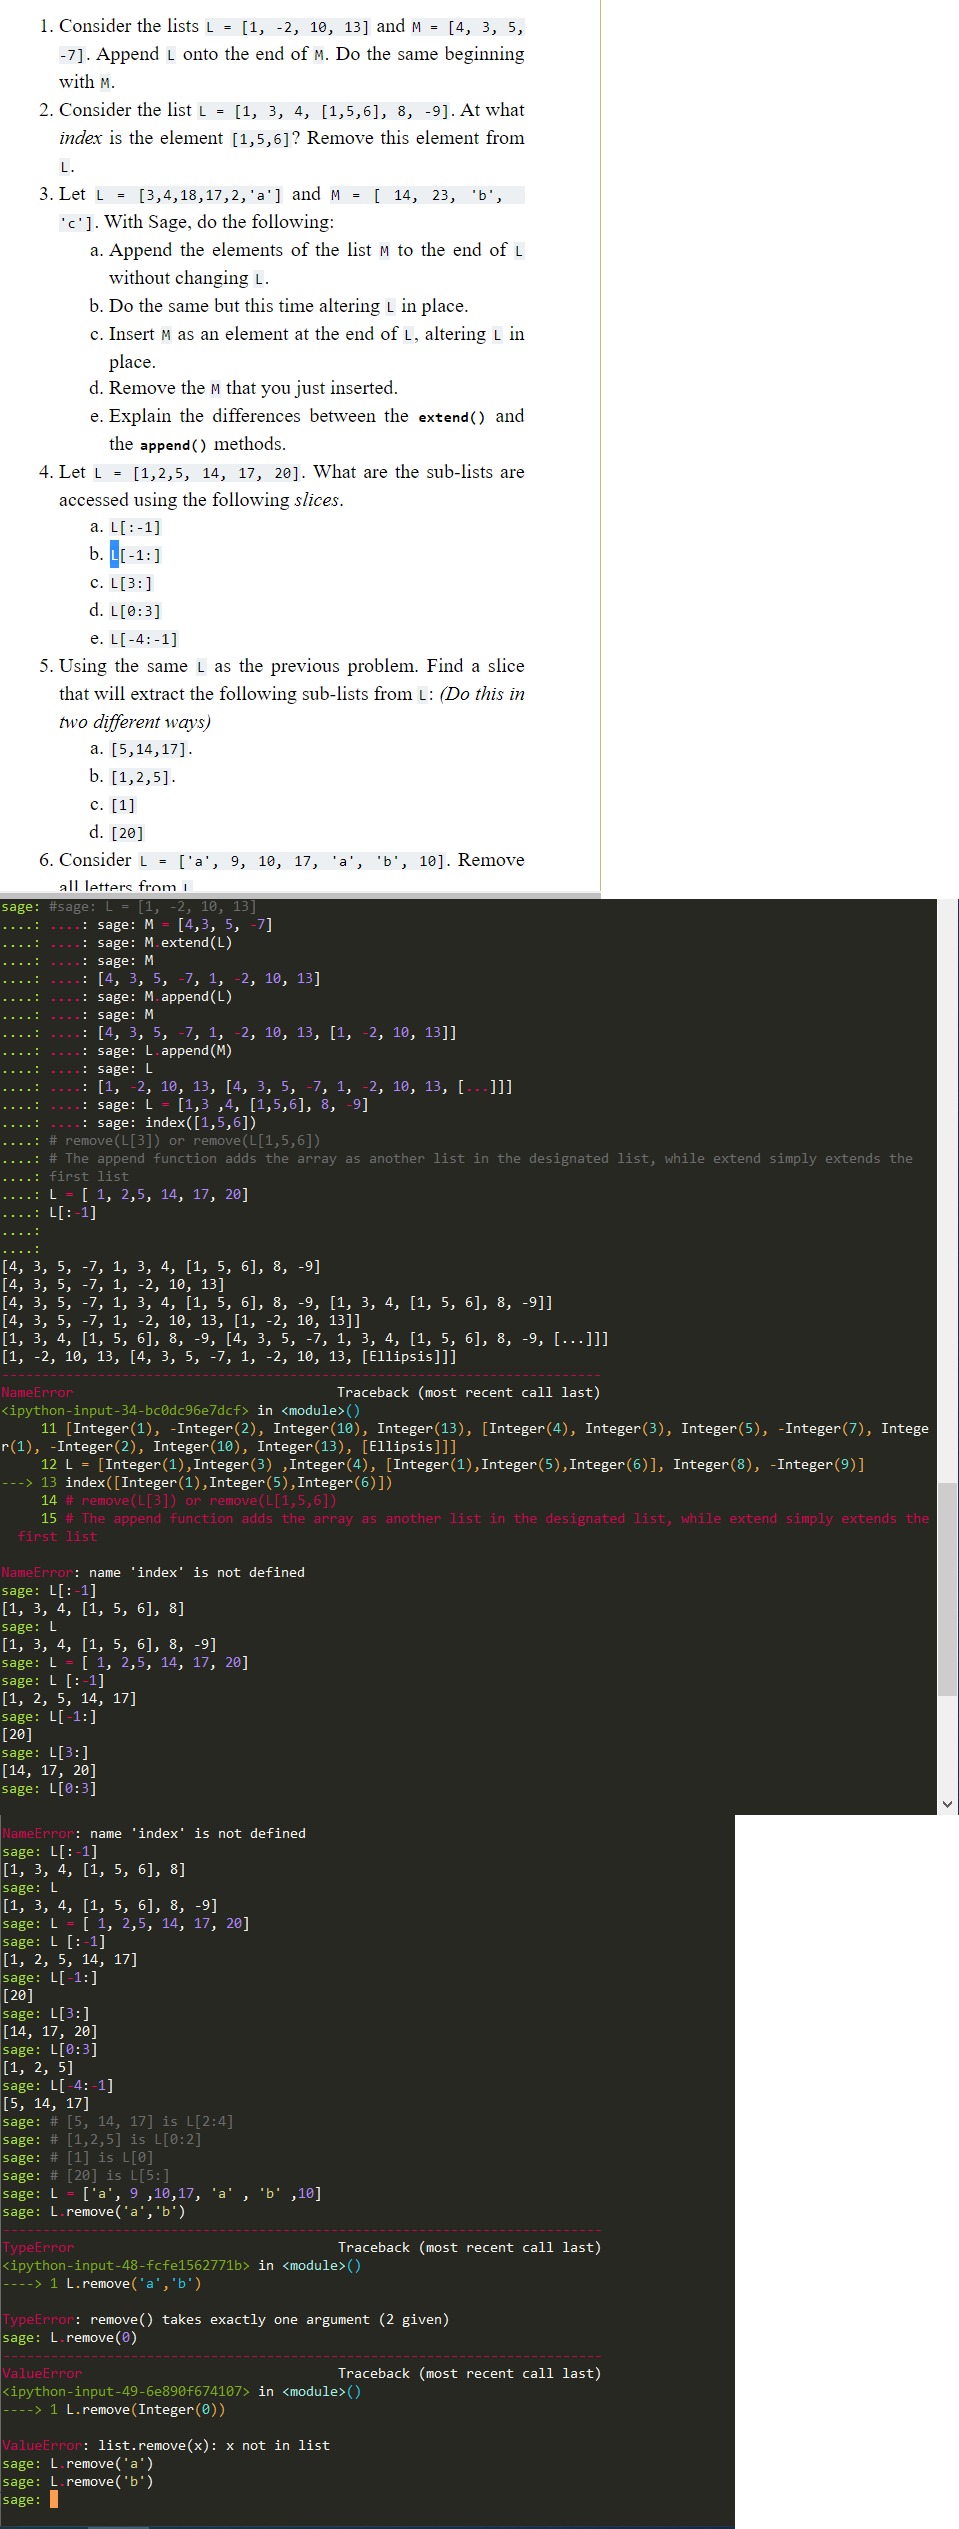 1. Consider the lists L = [1, -2, 10, 13] and M = [4, 3, 5,
-7]. Append L onto the end of M. Do the same beginning
with M.
2. Consider the list L = [1, 3, 4, [1,5,6], 8, -9]. At what
index is the element [1,5,6]? Remove this element from
L.
3. Let L = [3,4,18,17,2,'a'] and M = [ 14, 23, 'b',
'c']. With Sage, do the following:
a. Append the elements of the list M to the end of L
without changing L.
b. Do the same but this time altering L in place.
c. Insert M as an element at the end of L, altering L in
place.
d. Remove the M that you just inserted.
e. Explain the differences between the extend() and
the append() methods.
4. Let L = [1,2,5, 14, 17, 20]. What are the sub-lists are
accessed using the following slices.
a. L[:-1]
b. L[-1:]
c. L[3:]
d. L[0:3]
e. L[-4:-1]
5. Using the same L as the previous problem. Find a slice
that will extract the following sub-lists from L: (Do this in
two different ways)
a. [5,14,17].
b. [1,2,5].
c. [1]
d. [20]
6. Consider L = ['a', 9, 10, 17, 'a', 'b', 10]. Remove
all letters from L
sage: #sage: L = [1, -2, 10, 13]
....: ....: sage: M = [4,3, 5, -7]
....: ....: sage: M.extend(L)
....: ....: sage: M
....: ....: [4, 3, 5, -7, 1, -2, 10, 13]
....: ....: sage: M.append(L)
....: ....: sage: M
....: ....: [4, 3, 5, -7, 1, -2, 10, 13, [1, -2, 10, 13]]
....: ....: sage: L.append(M)
....: ....: sage: L
....: ....: [1, -2, 10, 13, [4, 3, 5, -7, 1, -2, 10, 13, [...]]]
....: ....: sage: L = [1,3 ,4, [1,5,6], 8, -9]
....: ....: sage: index([1,5,6])
....: # remove(L[3]) or remove(L[1,5,6])
....: # The append function adds the array as another list in the designated list, while extend simply extends the
....: first list
....: L = [ 1, 2,5, 14, 17, 20]
....: L[:-1]
....:
....:
[4, 3, 5, -7, 1, 3, 4, [1, 5, 6], 8, -9]
[4, 3, 5, -7, 1, -2, 10, 13]
[4, 3, 5, -7, 1, 3, 4, [1, 5, 6], 8, -9, [1, 3, 4, [1, 5, 6], 8, -9]]
[4, 3, 5, -7, 1, -2, 10, 13, [1, -2, 10, 13]]
[1, 3, 4, [1, 5, 6], 8, -9, [4, 3, 5, -7, 1, 3, 4, [1, 5, 6], 8, -9, [...]]]
[1, -2, 10, 13, [4, 3, 5, -7, 1, -2, 10, 13, [Ellipsis]]]
---------------------------------------------------------------------------
NameError Traceback (most recent call last)
<ipython-input-34-bc0dc96e7dcf> in <module>()
11 [Integer(1), -Integer(2), Integer(10), Integer(13), [Integer(4), Integer(3), Integer(5), -Integer(7), Intege
r(1), -Integer(2), Integer(10), Integer(13), [Ellipsis]]]
12 L = [Integer(1),Integer(3) ,Integer(4), [Integer(1),Integer(5),Integer(6)], Integer(8), -Integer(9)]
---> 13 index([Integer(1),Integer(5),Integer(6)])
14 # remove(L[3]) or remove(L[1,5,6])
15 # The append function adds the array as another list in the designated list, while extend simply extends the
first list
NameError: name 'index' is not defined
sage: L[:-1]
[1, 3, 4, [1, 5, 6], 8]
sage: L
[1, 3, 4, [1, 5, 6], 8, -9]
sage: L = [ 1, 2,5, 14, 17, 20]
sage: L [:-1]
[1, 2, 5, 14, 17]
sage: L[-1:]
[20]
sage: L[3:]
[14, 17, 20]
sage: L[0:3]
NameError: name 'index' is not defined
sage: L[:-1]
[1, 3, 4, [1, 5, 6], 8]
sage: L
[1, 3, 4, [1, 5, 6], 8, -9]
sage: L = [ 1, 2,5, 14, 17, 20]
sage: L [:-1]
[1, 2, 5, 14, 17]
sage: L[-1:]
[20]
sage: L[3:]
[14, 17, 20]
sage: L[0:3]
[1, 2, 5]
sage: L[-4:-1]
[5, 14, 17]
sage: # [5, 14, 17] is L[2:4]
sage: # [1,2,5] is L[0:2]
sage: # [1] is L[0]
sage: # [20] is L[5:]
sage: L = ['a', 9 ,10,17, 'a' , 'b' ,10]
sage: L.remove('a','b')
---------------------------------------------------------------------------
TypeError Traceback (most recent call last)
<ipython-input-48-fcfe1562771b> in <module>()
----> 1 L.remove('a','b')
TypeError: remove() takes exactly one argument (2 given)
sage: L.remove(0)
---------------------------------------------------------------------------
ValueError Traceback (most recent call last)
<ipython-input-49-6e890f674107> in <module>()
----> 1 L.remove(Integer(0))
ValueError: list.remove(x): x not in list
sage: L.remove('a')
sage: L.remove('b')
sage: